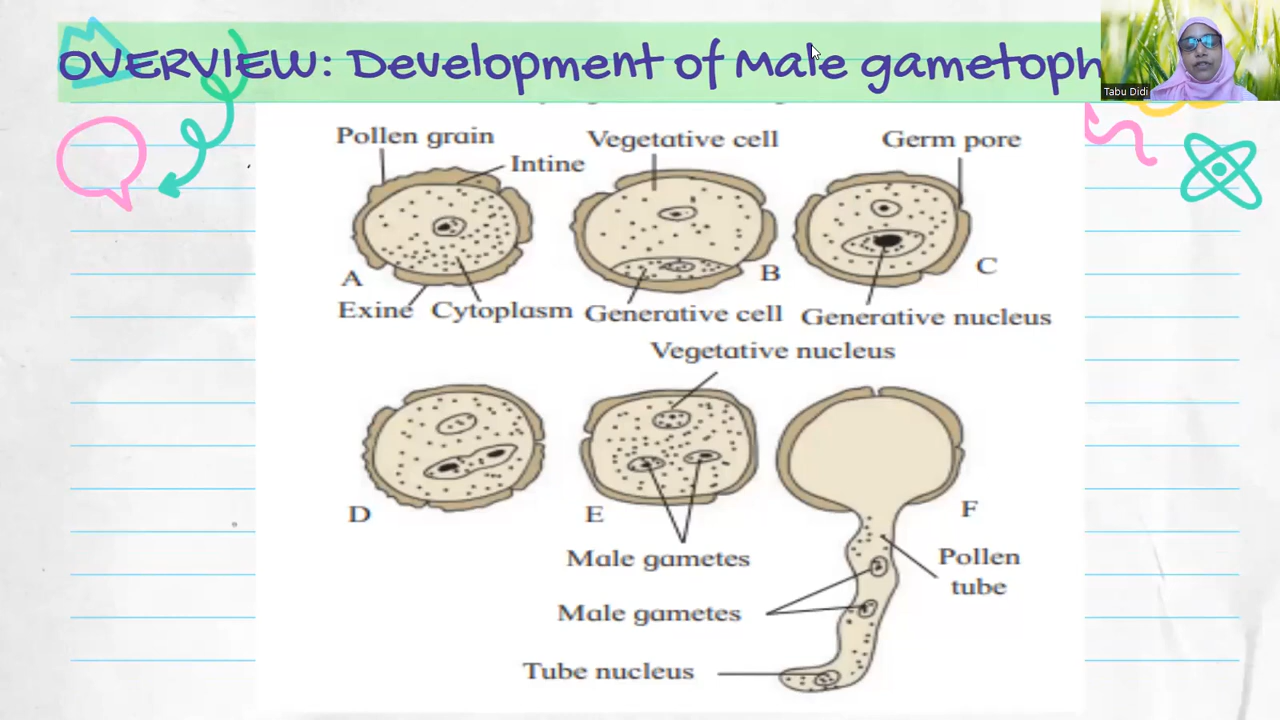 OVERVIEW: Development of Male gametoph
Tabu Didi
Pollen grain
Intine
Vegetative cell
Germ pore
A
B
C
Exine
Cytoplasm
Generative cell
Generative nucleus
Vegetative nucleus
D
E
F
Male gametes
Pollen
tube
Male gametes
Tube nucleus